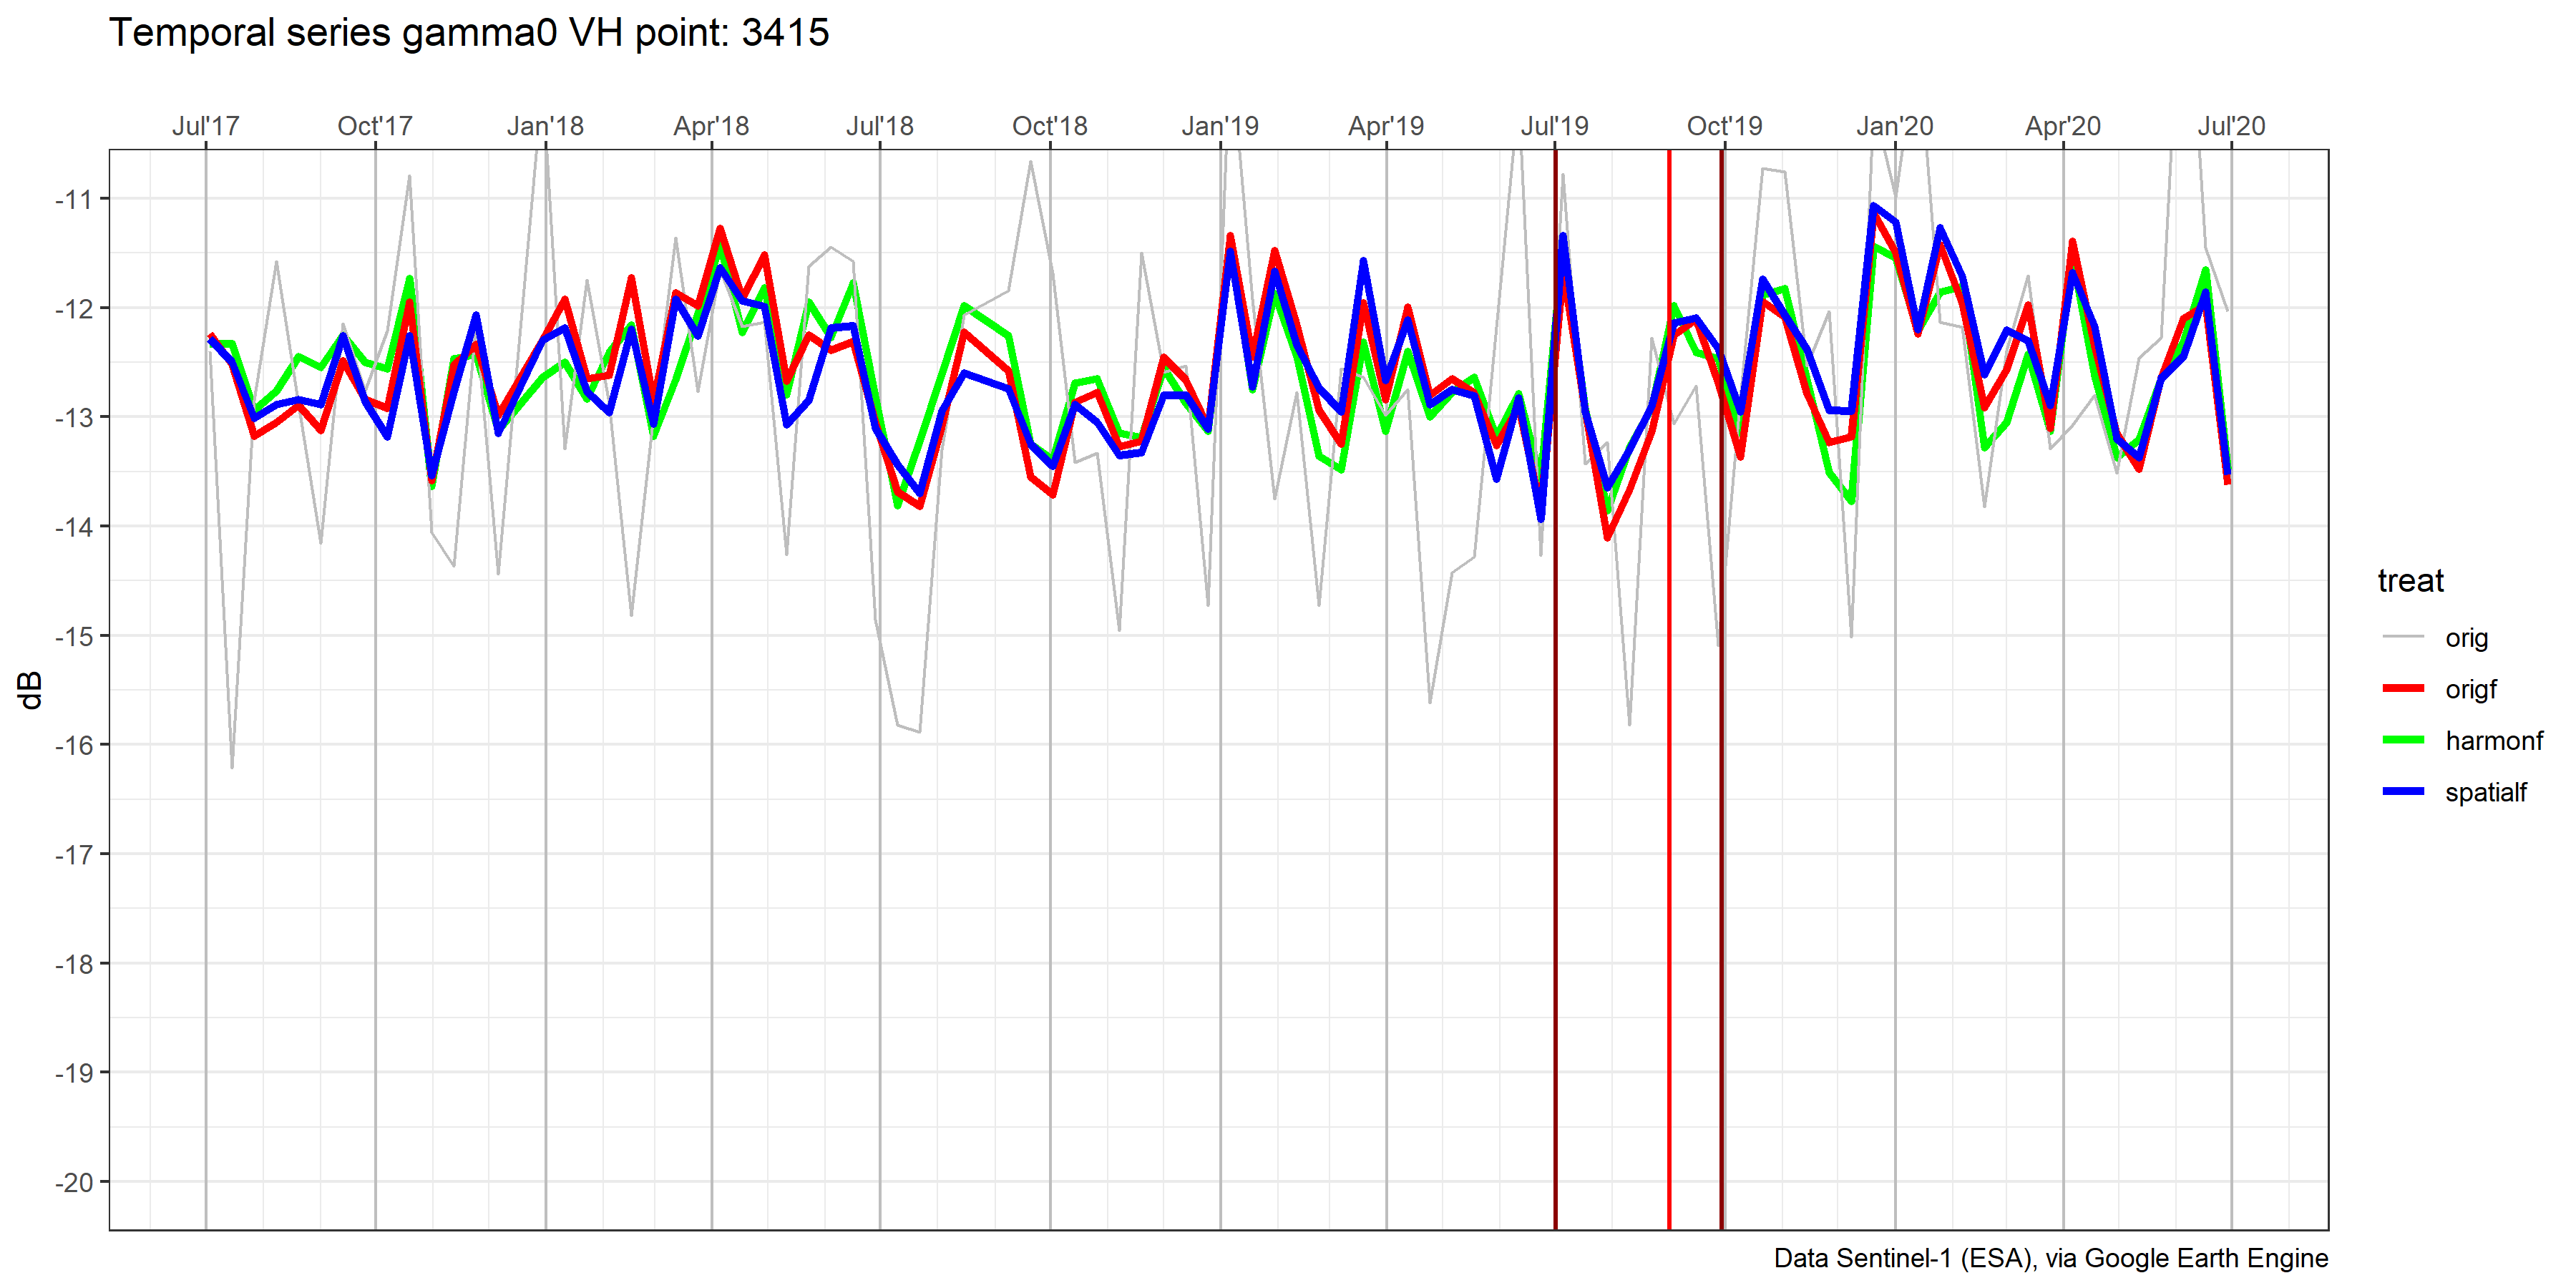 Temporal series gamma0 VH point: 3415
Jul'17 Oct'17 Jan'18 Apr'18 Jul'18 Oct'18 Jan'19 Apr'19 Jul'19 Oct'19 Jan'20 Apr'20 Jul'20
-11
-12
-13
-14
-15
-16
-17
-18
-19
-20
dB
treat
orig
origf
harmonf
spatialf
Data Sentinel-1 (ESA), via Google Earth Engine